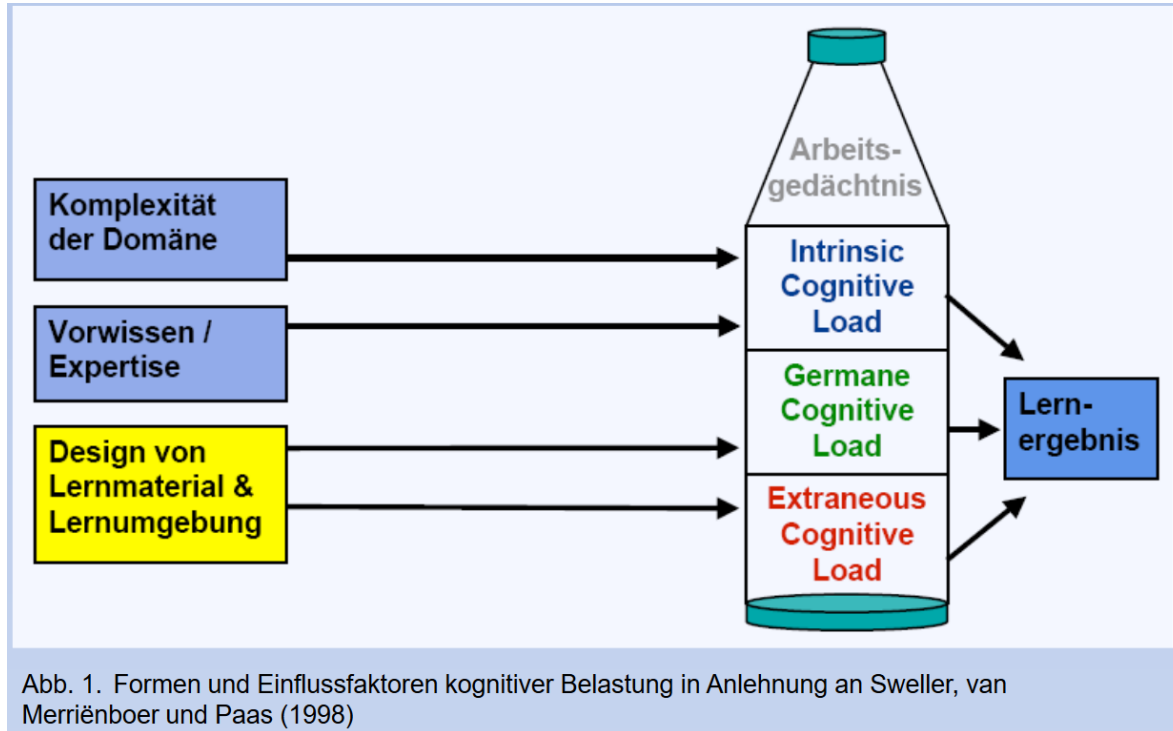 Arbeits-
gedächtnis
Komplexität
der Domäne
Vorwissen /
Expertise
Design von
Lernmaterial &
Lernumgebung
Intrinsic
Cognitive
Load
Germane
Cognitive
Load
Extraneous
Cognitive
Load
Lern-
ergebnis
Abb. 1. Formen und Einflussfaktoren kognitiver Belastung in Anlehnung an Sweller, van
Merriënboer und Paas (1998)